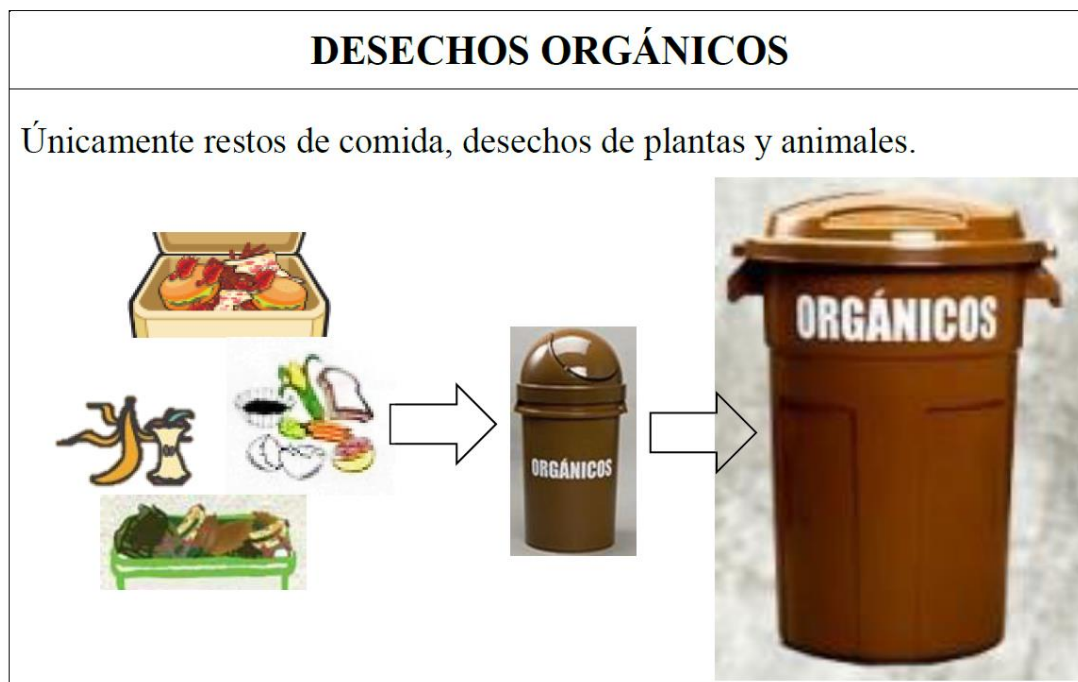 DESECHOS ORGÁNICOS
Únicamente restos de comida, desechos de plantas y animales.
ORGÁNICOS
ORGÁNICOS